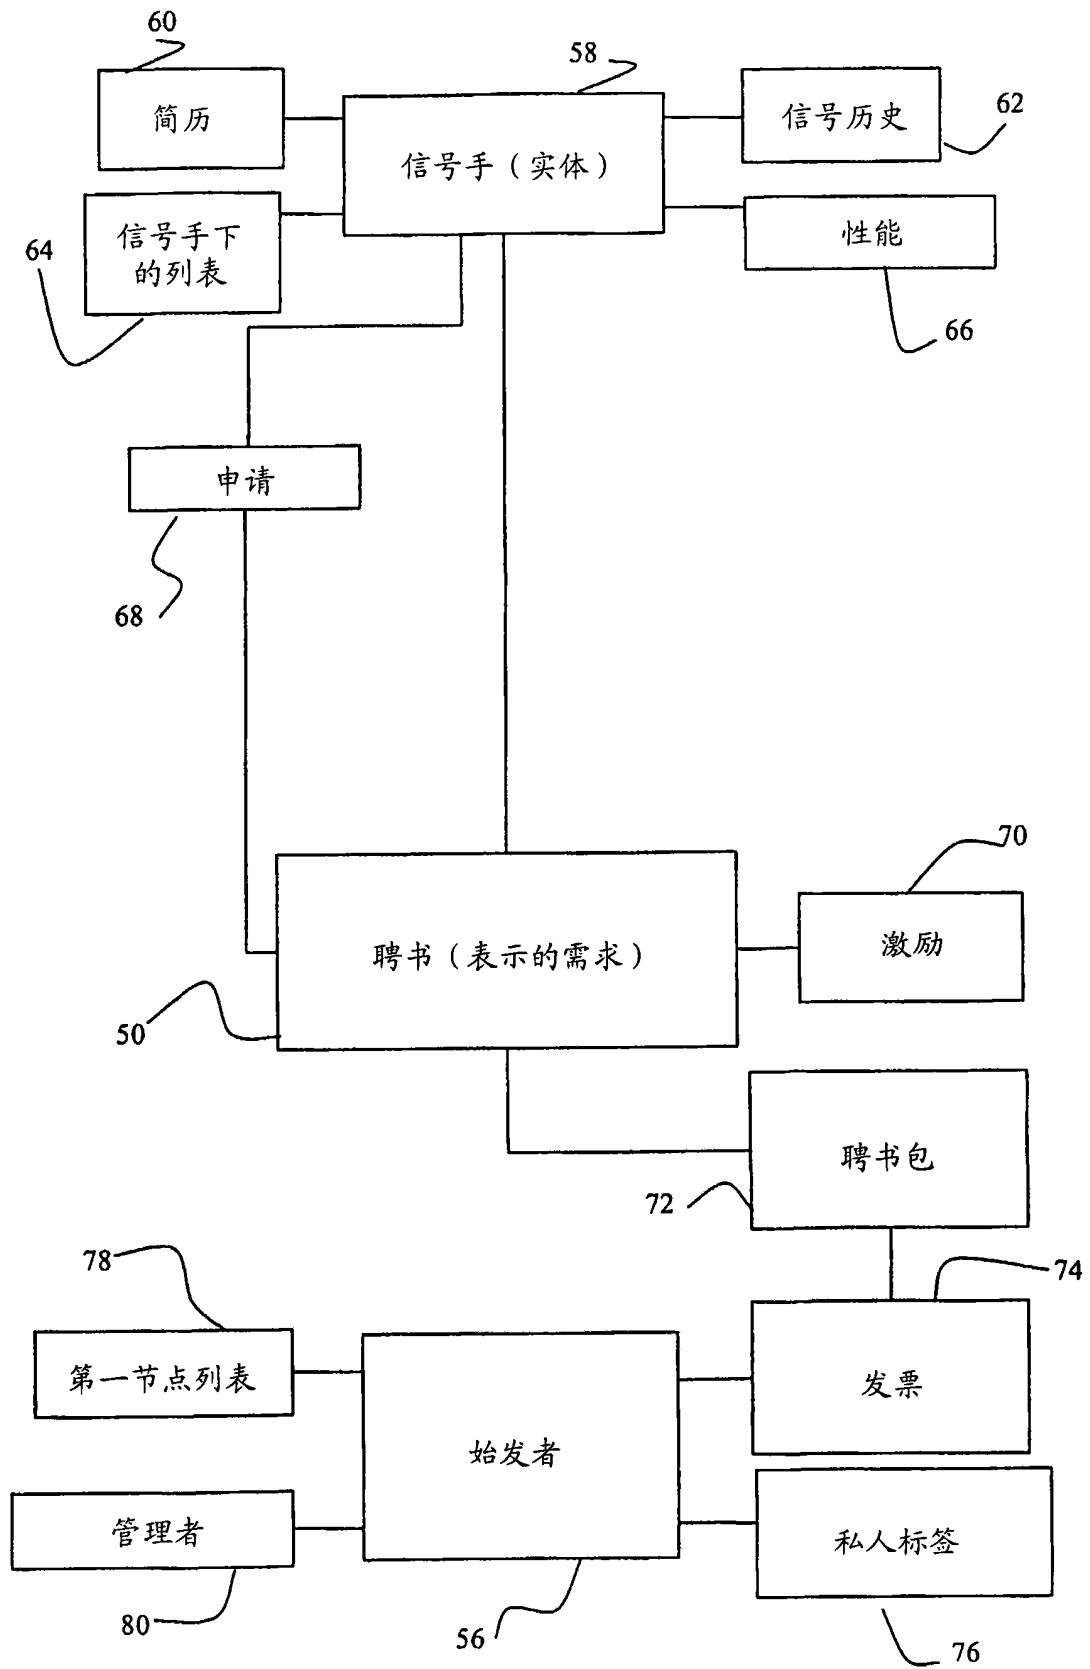 60
58
简历
信号历史
62
信号手（实体）
信号手下
的列表
64
性能
66
申请
68
70
激励
聘书（表示的需求）
50
聘书包
72
78
74
第一节点列表
发票
始发者
管理者
私人标签
80
56
76